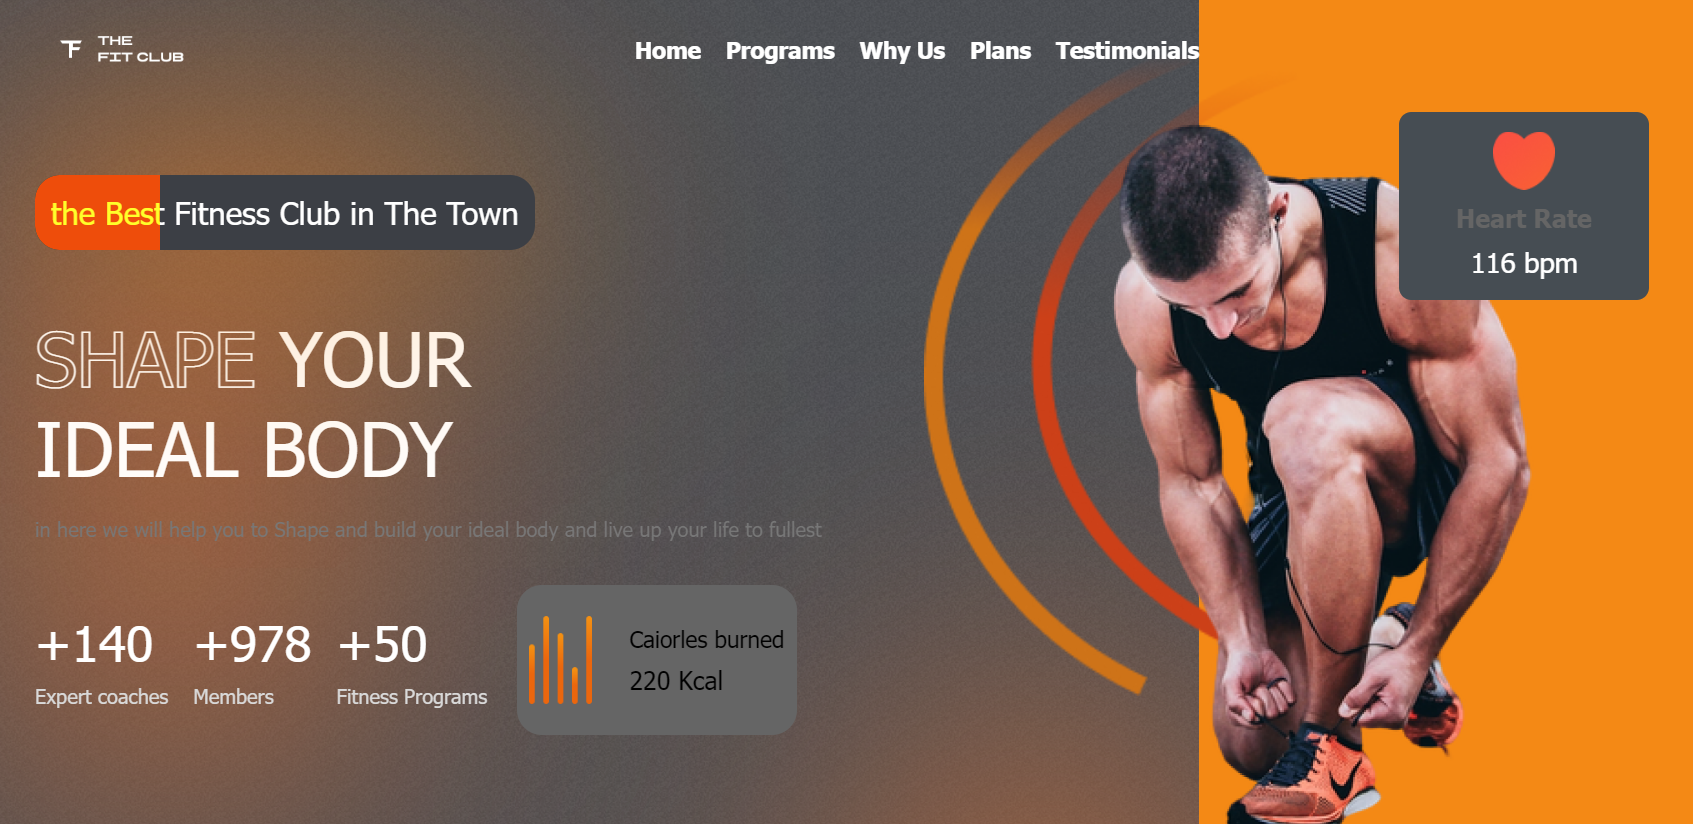 THE
FIT CLUB
Home Programs Why Us Plans Testimonials
the Best Fitness Club in The Town
Heart Rate
116 bpm
SHAPE YOUR
IDEAL BODY
in here we will help you to Shape and build your ideal body and live up your life to fullest
+140 +978 +50
Expert coaches Members Fitness Programs
Caiorles burned
220 Kcal